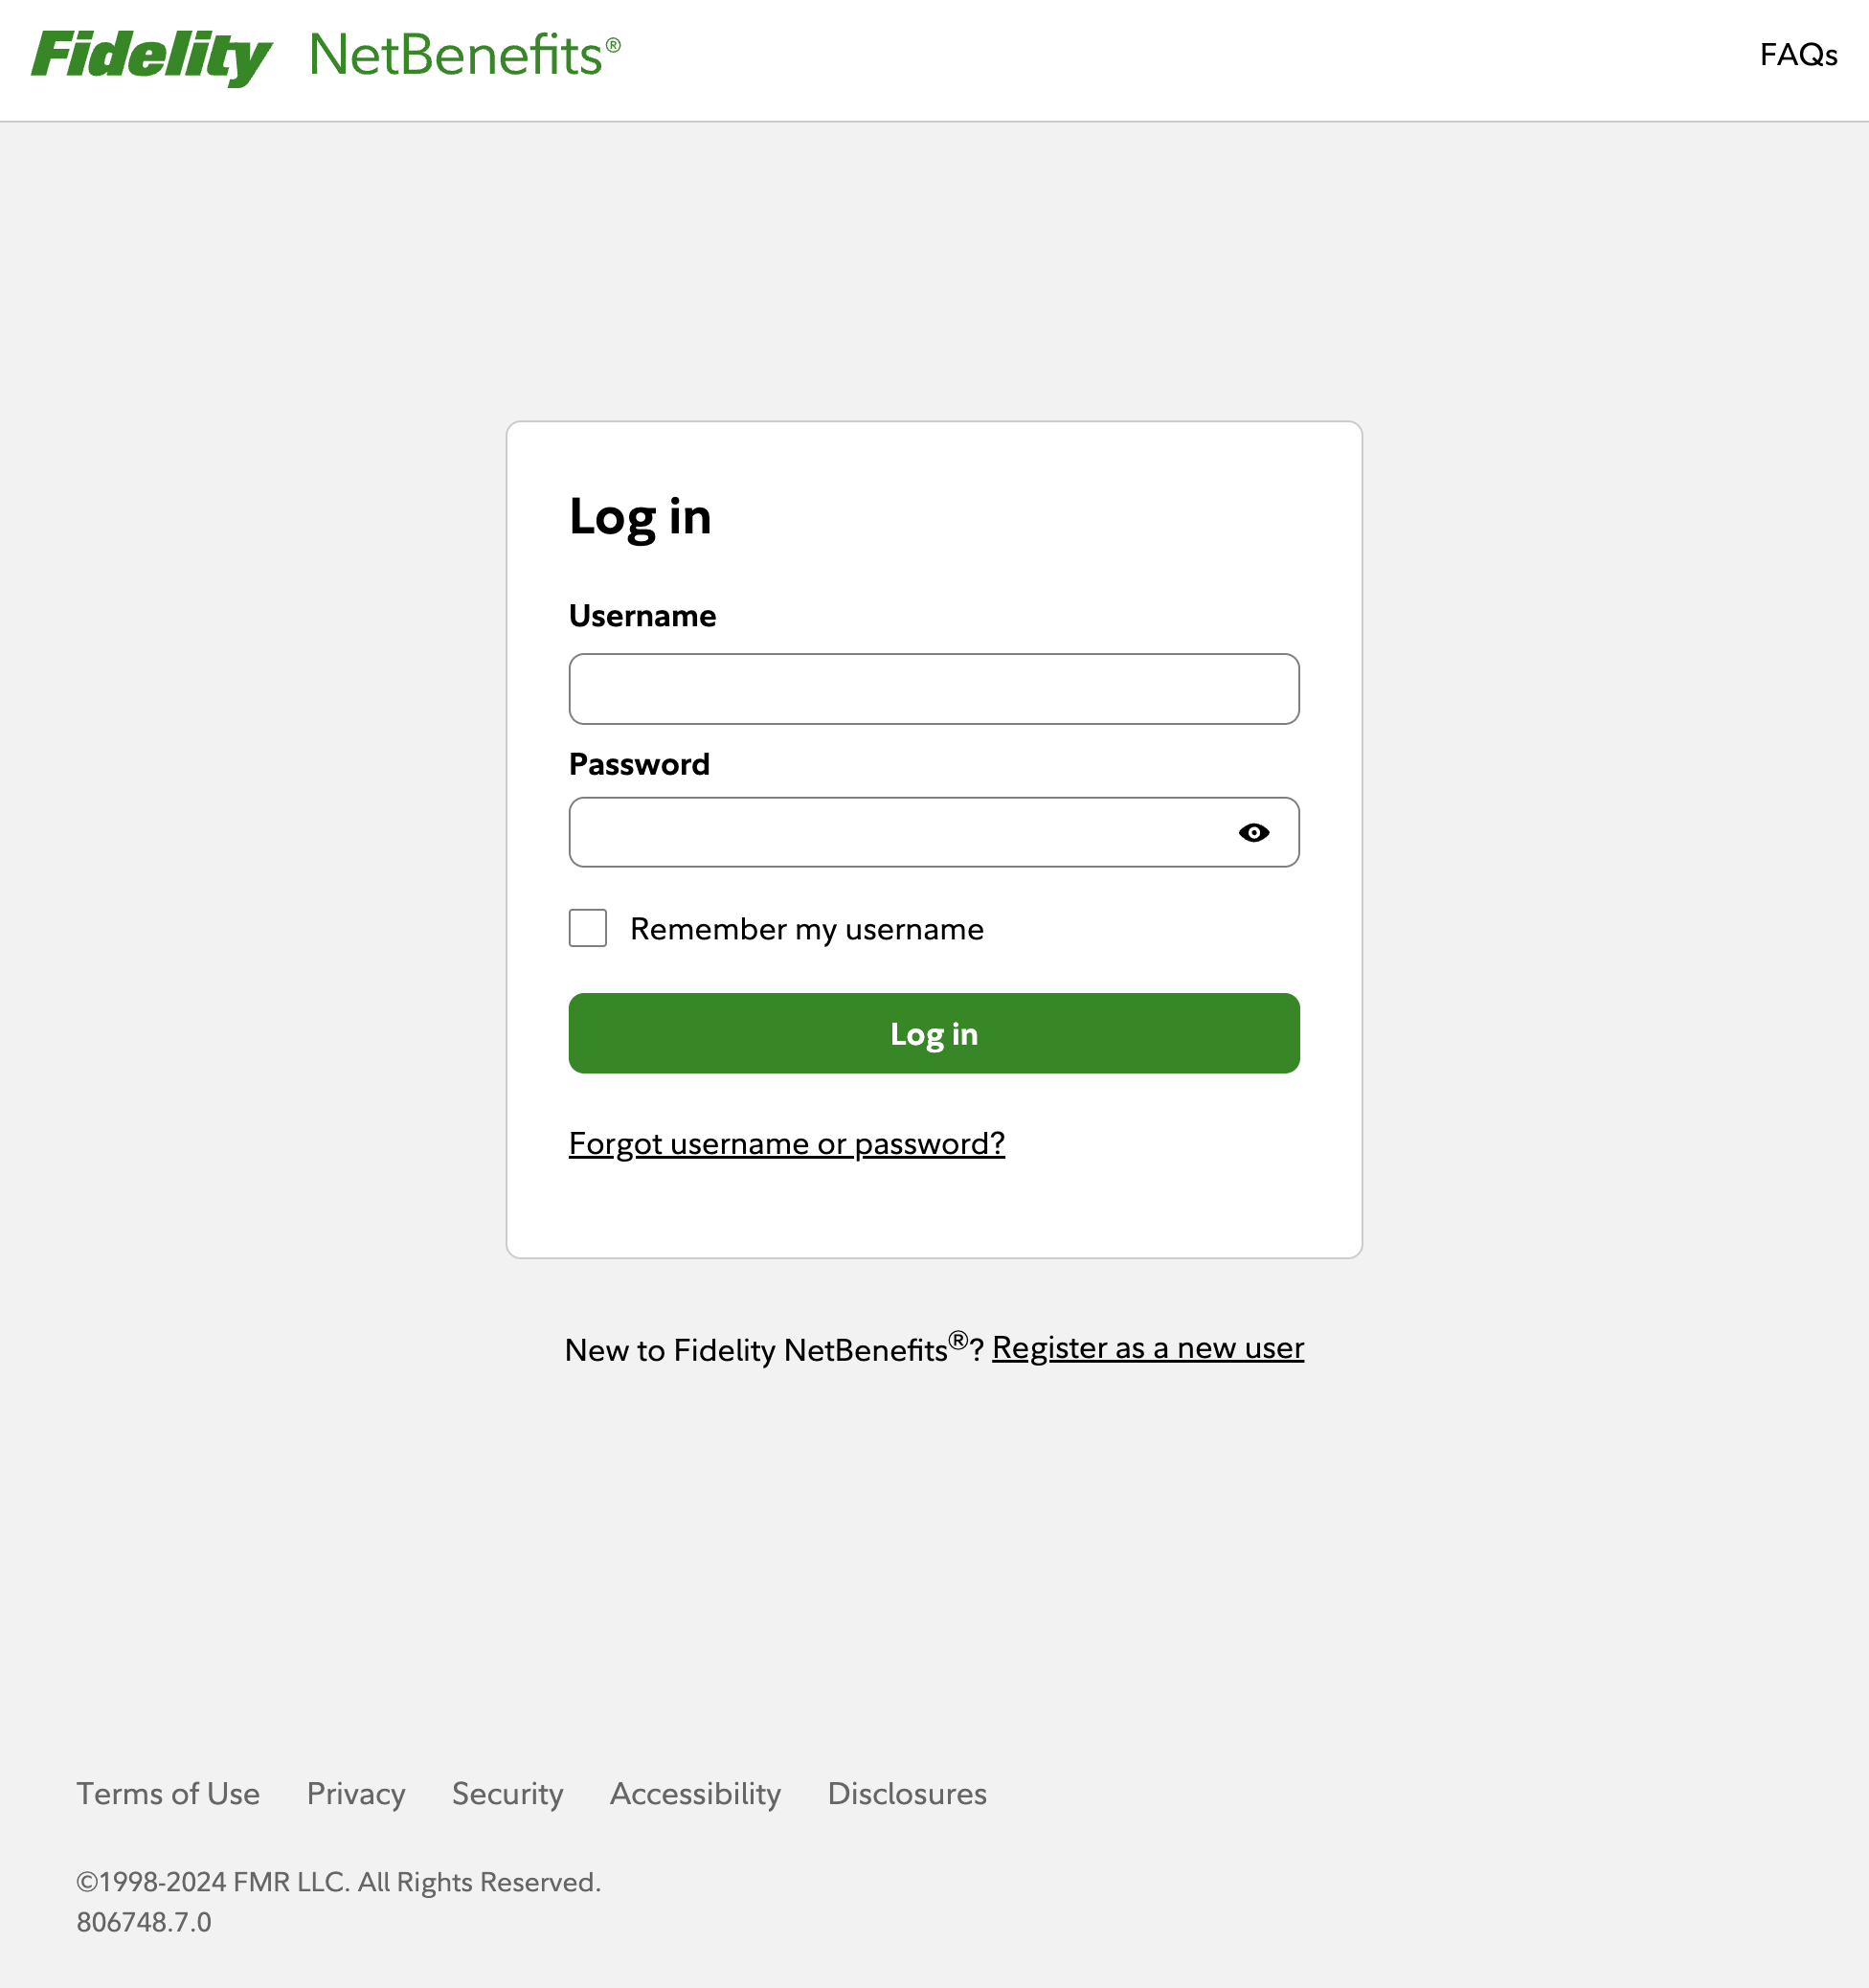 Fidelity NetBenefits®
FAQs
Log in
Username
Password
Remember my username
Log in
Forgot username or password?
New to Fidelity NetBenefits®? Register as a new user
Terms of Use Privacy Security Accessibility Disclosures
©1998-2024 FMR LLC. All Rights Reserved.
806748.7.0